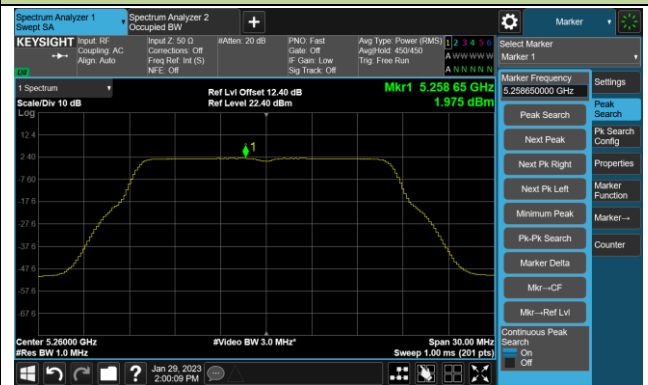 Spectrum Analyzer 1
Swept SA
Spectrum Analyzer 2
Occupied BW
Marker
KEYSIGHT
Input: RF
Coupling: AC
Align: Auto
Input Z: 50 Ω
Corrections: Off
Freq Ref: Int (S)
NFE: Off
#Atten: 20 dB
PNO: Fast
Gate: Off
IF Gain: Low
Sig Track: Off
Avg Type: Power (RMS)
Avg|Hold: 450/450
Trig: Free Run
1 2 3 4 5 6
A W W W W W
A N N N N N
Select Marker
Marker 1
1 Spectrum
Scale/Div 10 dB
Log
Ref Lvl Offset 12.40 dB
Ref Level 22.40 dBm
Mkr1 5.258 65 GHz
1.975 dBm
12.4
2.40
-7.60
-17.6
-27.6
-37.6
-47.6
-57.6
-67.6
1
Center 5.26000 GHz
#Res BW 1.0 MHz
#Video BW 3.0 MHz*
Span 30.00 MHz
Sweep 1.00 ms (201 pts)
Marker Frequency
5.258650000 GHz
Peak Search
Next Peak
Next Pk Right
Next Pk Left
Minimum Peak
Pk-Pk Search
Marker Delta
Mkr→CF
Mkr→Ref Lvl
Continuous Peak
Search
On
Off
Settings
Peak
Search
Pk Search
Config
Properties
Marker
Function
Marker→
Counter
Jan 29, 2023
2:00:09 PM